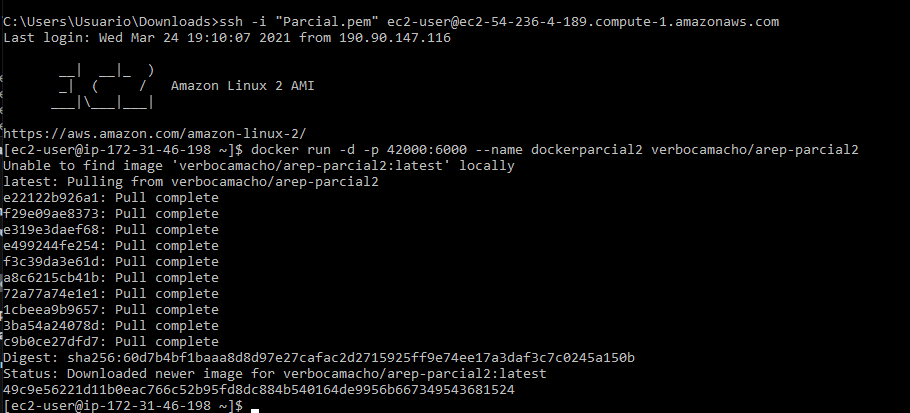 C:\Users\Usuario\Downloads>ssh -i "Parcial.pem" ec2-user@ec2-54-236-4-189.compute-1.amazonaws.com
Last login: Wed Mar 24 19:10:07 2021 from 190.90.147.116
       __|  __|_  )
       _|  (     /   Amazon Linux 2 AMI
      ___|\___|___|
https://aws.amazon.com/amazon-linux-2/
[ec2-user@ip-172-31-46-198 ~]$ docker run -d -p 42000:6000 --name dockerparcial2 verbocamacho/arep-parcial2
Unable to find image 'verbocamacho/arep-parcial2:latest' locally
latest: Pulling from verbocamacho/arep-parcial2
e22122b926a1: Pull complete
f29e09ae8373: Pull complete
e319e3daef68: Pull complete
e499244fe254: Pull complete
f3c39da3e61d: Pull complete
a8c6215cb41b: Pull complete
72a77a74e1e1: Pull complete
1cbeea9b9657: Pull complete
3ba54a24078d: Pull complete
c9b0ce27dfd7: Pull complete
Digest: sha256:60d7b4bf1baaa8d8d97e27cafac2d2715925ff9e74ee17a3daf3c7c0245a150b
Status: Downloaded newer image for verbocamacho/arep-parcial2:latest
49c9e56221d11b0eac766c52b95fd8dc884b540164de9956b667349543681524
[ec2-user@ip-172-31-46-198 ~]$